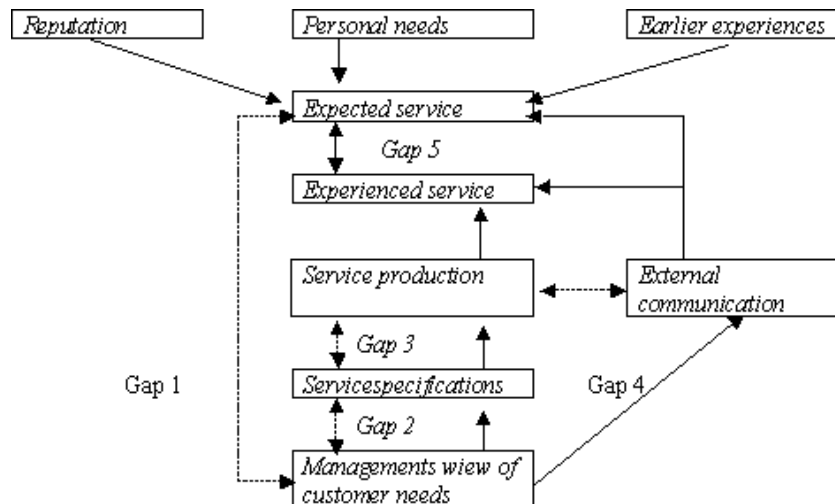 Reputation
Personal needs
Earlier experiences
Expected service
Gap 5
Experienced service
Service production
External
communication
Gap 3
Gap 1
Servicespecifications
Gap 4
Gap 2
Managements wiew of
customer needs